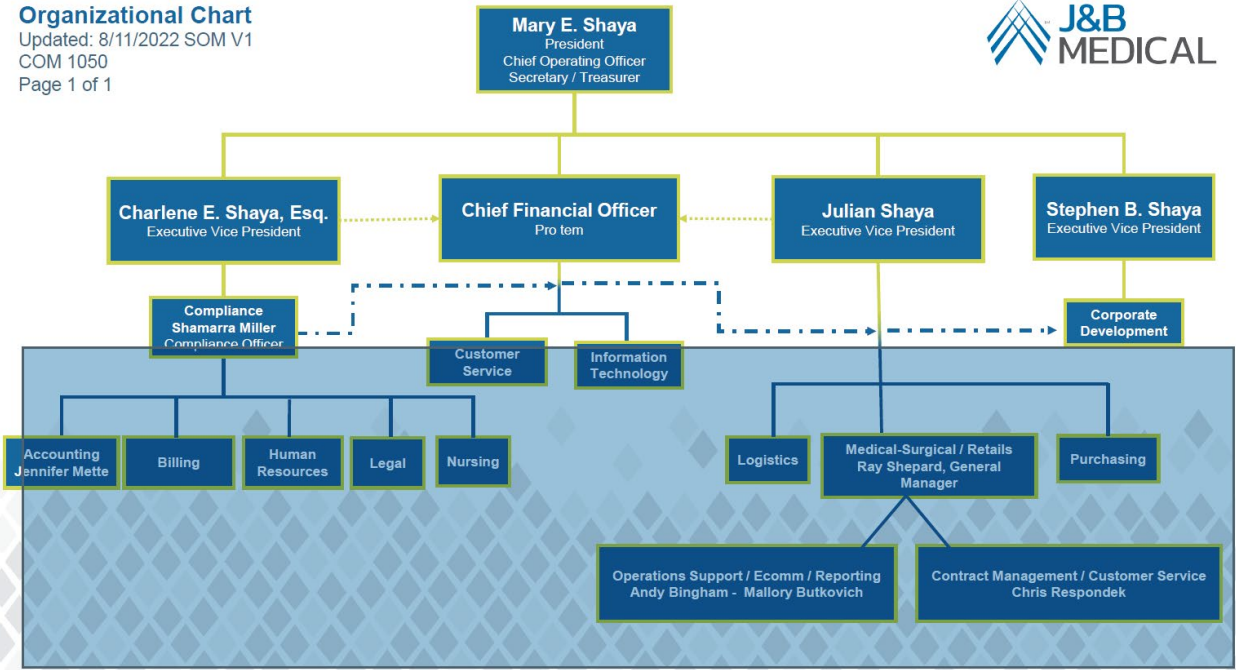 Organizational Chart
Updated: 8/11/2022 SOM V1
COM 1050
Page 1 of 1
Mary E. Shaya
President
Chief Operating Officer
Secretary / Treasurer
J&B
MEDICAL
Charlene E. Shaya, Esq.
Executive Vice President
Chief Financial Officer
Pro tem
Julian Shaya
Executive Vice President
Stephen B. Shaya
Executive Vice President
Compliance
Shamarra Miller
Compliance Officer
Corporate
Development
Customer
Service
Information
Technology
Accounting
Jennifer Mette
Billing
Human
Resources
Legal
Nursing
Logistics
Medical-Surgical / Retails
Ray Shepard, General
Manager
Purchasing
Operations Support / Ecomm / Reporting
Andy Bingham - Mallory Butkovich
Contract Management / Customer Service
Chris Respondek